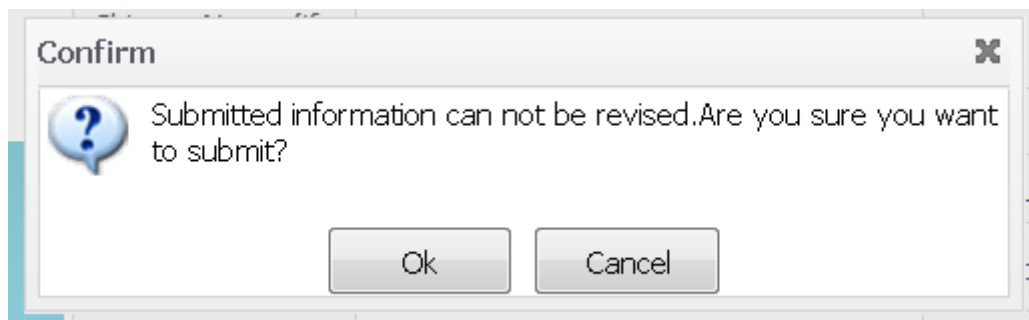 Confirm
Submitted information can not be revised.Are you sure you want
to submit?
Ok
Cancel